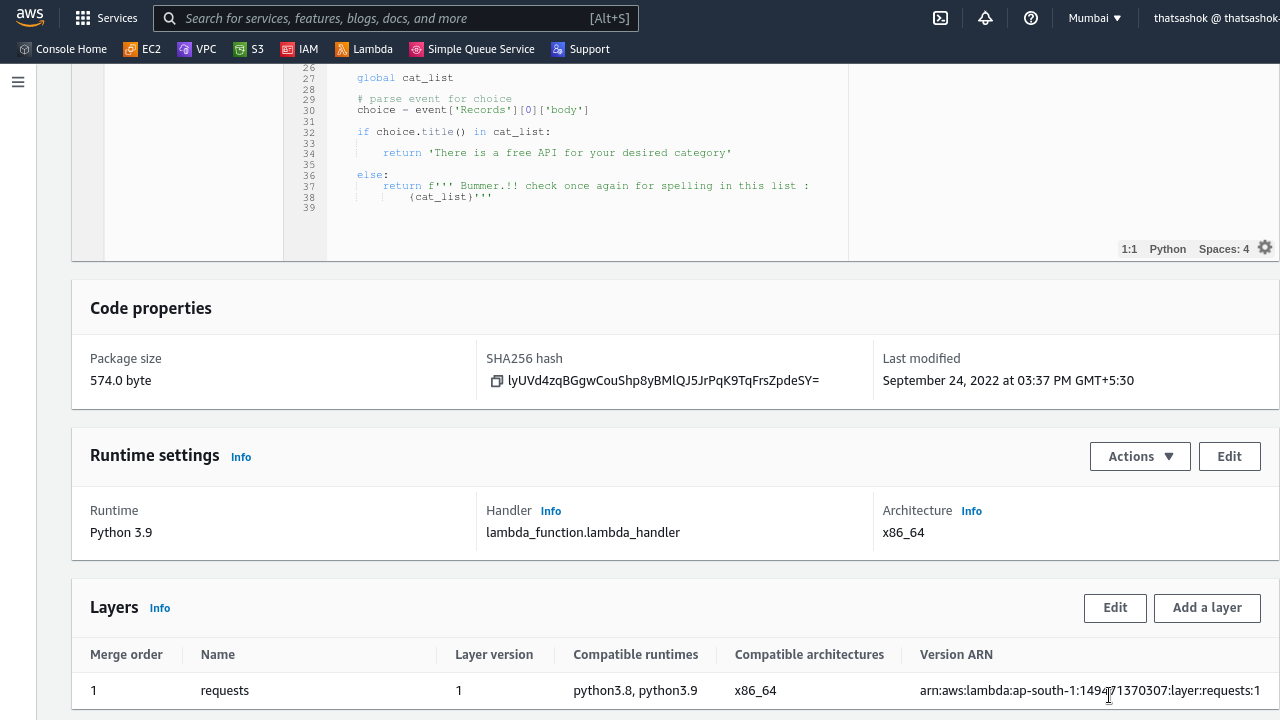 aws Services Search for services, features, blogs, docs, and more [Alt+S] Mumbai ▼ thatsashok @ thatsashok-
Console Home EC2 VPC S3 IAM Lambda Simple Queue Service Support
26
27 global cat_list
28
29 # parse event for choice
30 choice = event['Records'][0]['body']
31
32 if choice.title() in cat_list:
33
34 return 'There is a free API for your desired category'
35
36 else:
37 return f''' Bummer.!! check once again for spelling in this list :
38 {cat_list}'''
39
1:1 Python Spaces: 4
Code properties
Package size SHA256 hash Last modified
574.0 byte lyUVd4zqBGgwCouShp8yBMlQJ5JrPqK9TqFrsZpdeSY= September 24, 2022 at 03:37 PM GMT+5:30
Runtime settings Info Actions ▼ Edit
Runtime Handler Info Architecture Info
Python 3.9 lambda_function.lambda_handler x86_64
Layers Info Edit Add a layer
Merge order Name Layer version Compatible runtimes Compatible architectures Version ARN
1 requests 1 python3.8, python3.9 x86_64 arn:aws:lambda:ap-south-1:149471370307:layer:requests:1